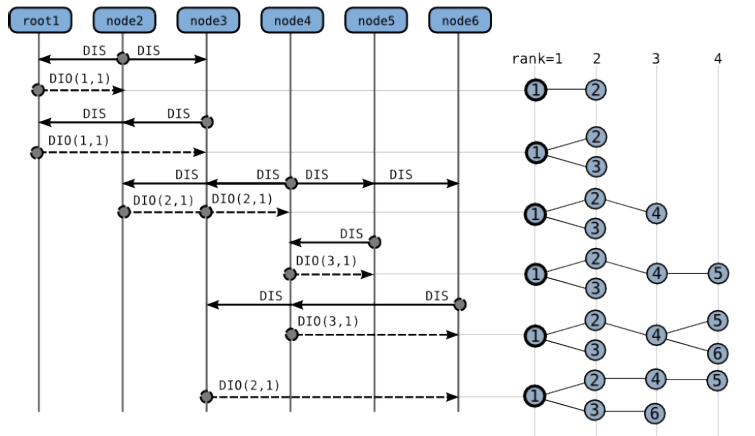 root1 node2 node3 node4 node5 node6
DIS DIS rank=1 2 3 4
DIO(1,1) 1 2
DIS DIS
2
DIO(1,1) 1
3
DIS DIS DIS DIS
2
DIO(2,1) DIO(2,1) 1 4
3
DIS
2
DIO(3,1) 1 4 5
3
DIS DIS
2 5
DIO(3,1) 1 4
3 6
2 4 5
DIO(2,1) 1
3 6